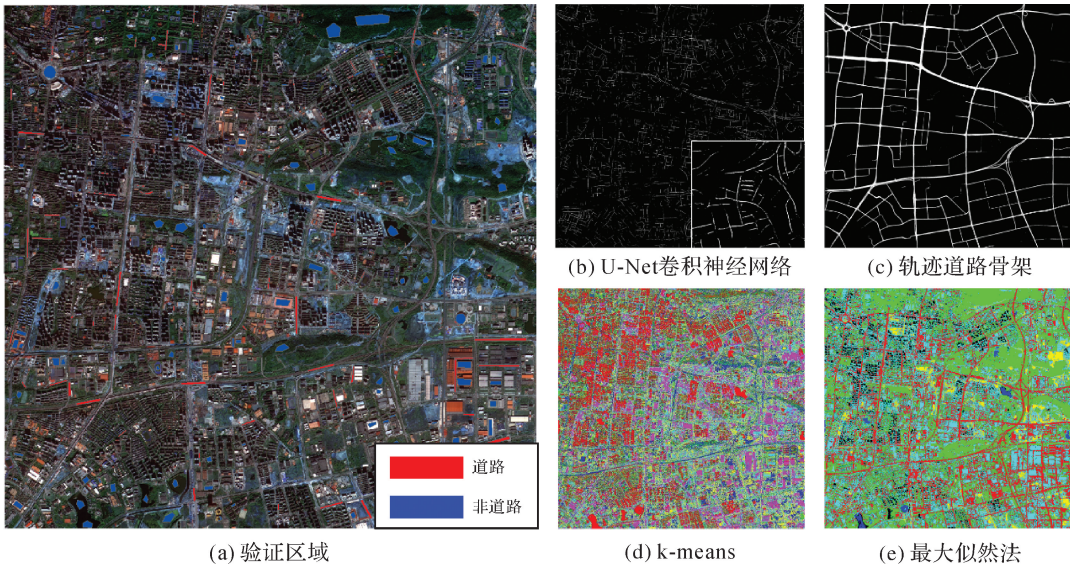 道路
非道路
(a) 验证区域
(b) U-Net卷积神经网络
(c) 轨迹道路骨架
(d) k-means
(e) 最大似然法